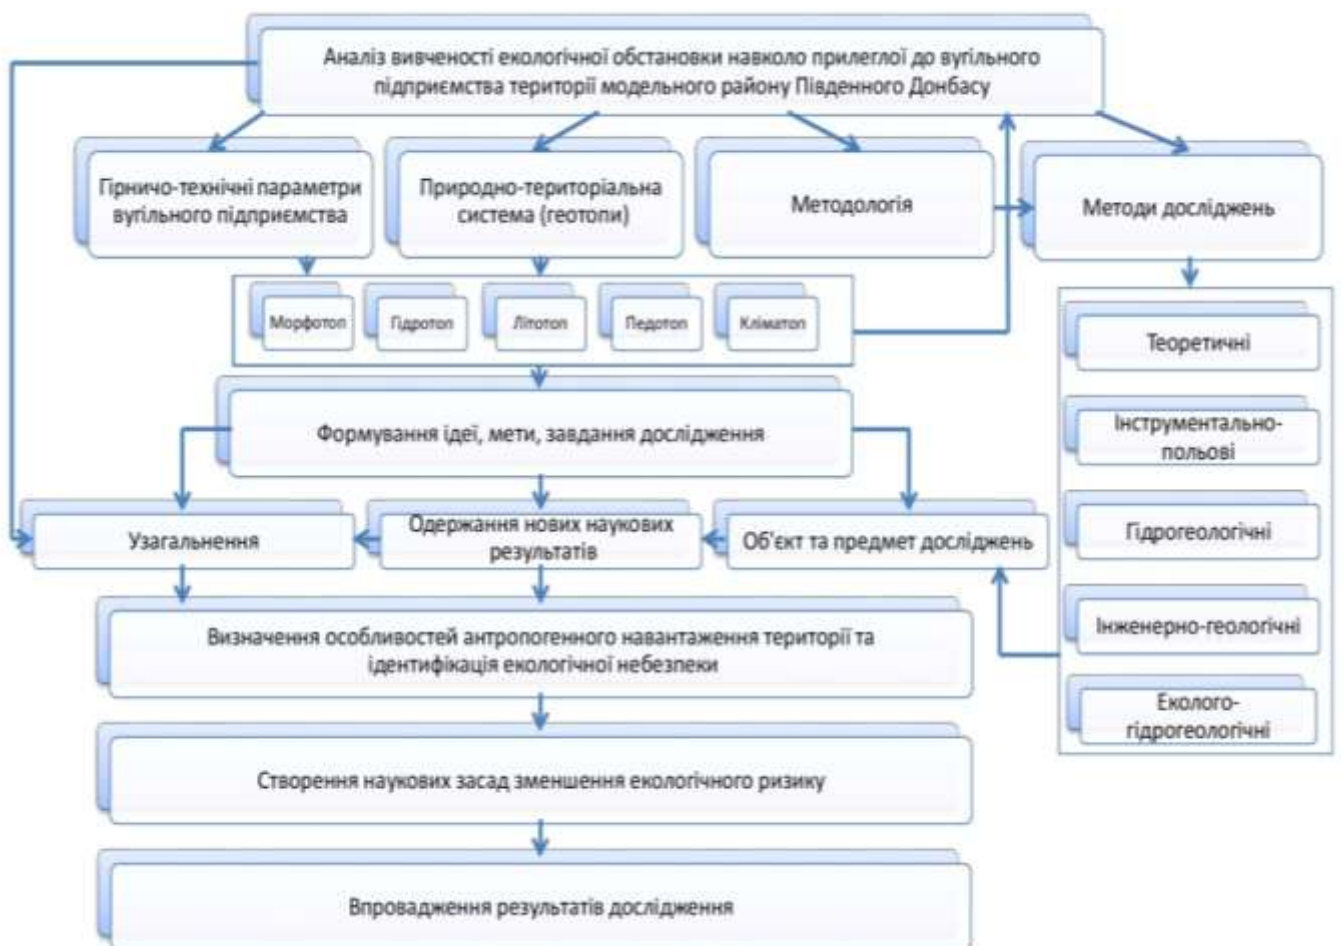 Аналіз вивченості екологічної обстановки навколо прилеглої до вугільного
підприємства території модельного району Південного Донбасу
Гірничо-технічні параметри
вугільного підприємства
Природно-територіальна
система (геотопи)
Методологія
Методи досліджень
Морфотоп
Гідротоп
Літотоп
Педотоп
Кліматоп
Теоретичні
Інструментально-
польові
Гідрогеологічні
Інженерно-геологічні
Еколого-
гідрогеологічні
Формування ідеї, мети, завдання дослідження
Узагальнення
Одержання нових наукових
результатів
Об'єкт та предмет досліджень
Визначення особливостей антропогенного навантаження території та
ідентифікація екологічної небезпеки
Створення наукових засад зменшення екологічного ризику
Впровадження результатів дослідження